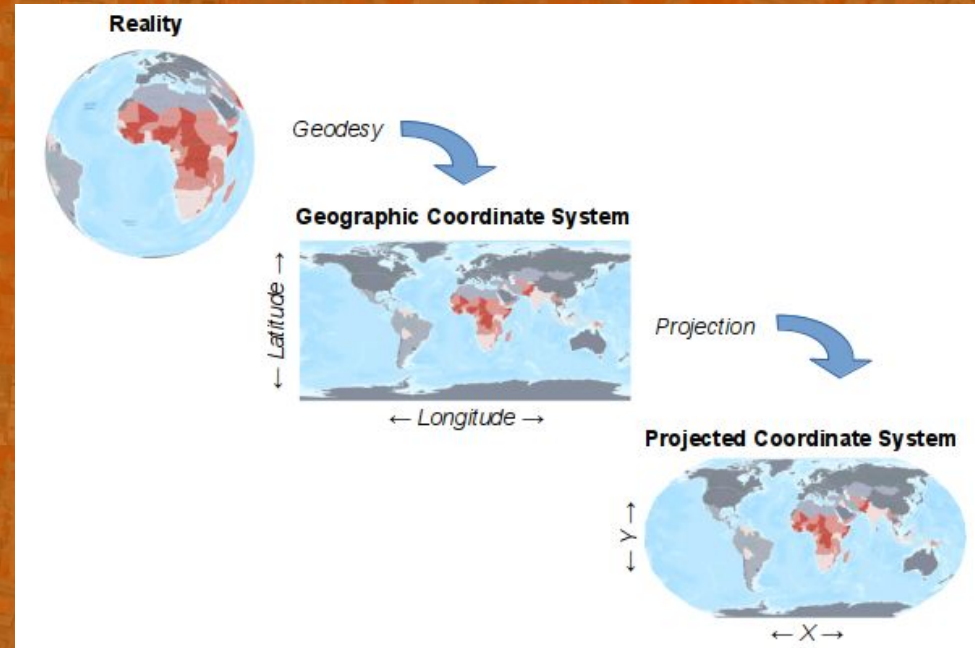 Reality
Geodesy
Geographic Coordinate System
← Latitude →
← Longitude →
Projection
Projected Coordinate System
← Y →
← X →